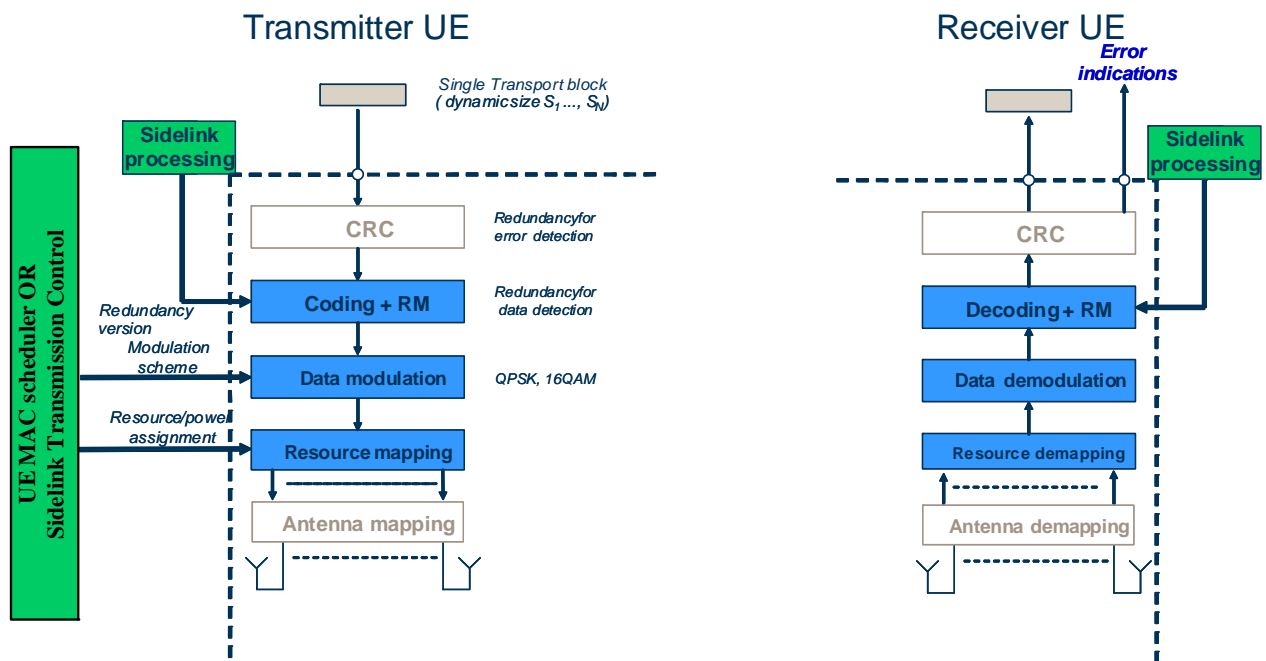 Transmitter UE
Receiver UE
Error
indications
Single Transport block
( dynamicsize S1 ..., SN)
Sidelink
processing
Sidelink
processing
UE MAC scheduler OR
Sidelink Transmission Control
CRC
Redundancyfor
error detection
CRC
Coding + RM
Redundancyfor
data detection
Decoding + RM
Redundancy
version
Modulation
scheme
Data modulation
QPSK, 16QAM
Data demodulation
Resource/power
assignment
Resource mapping
Resource demapping
Antenna mapping
Antenna demapping